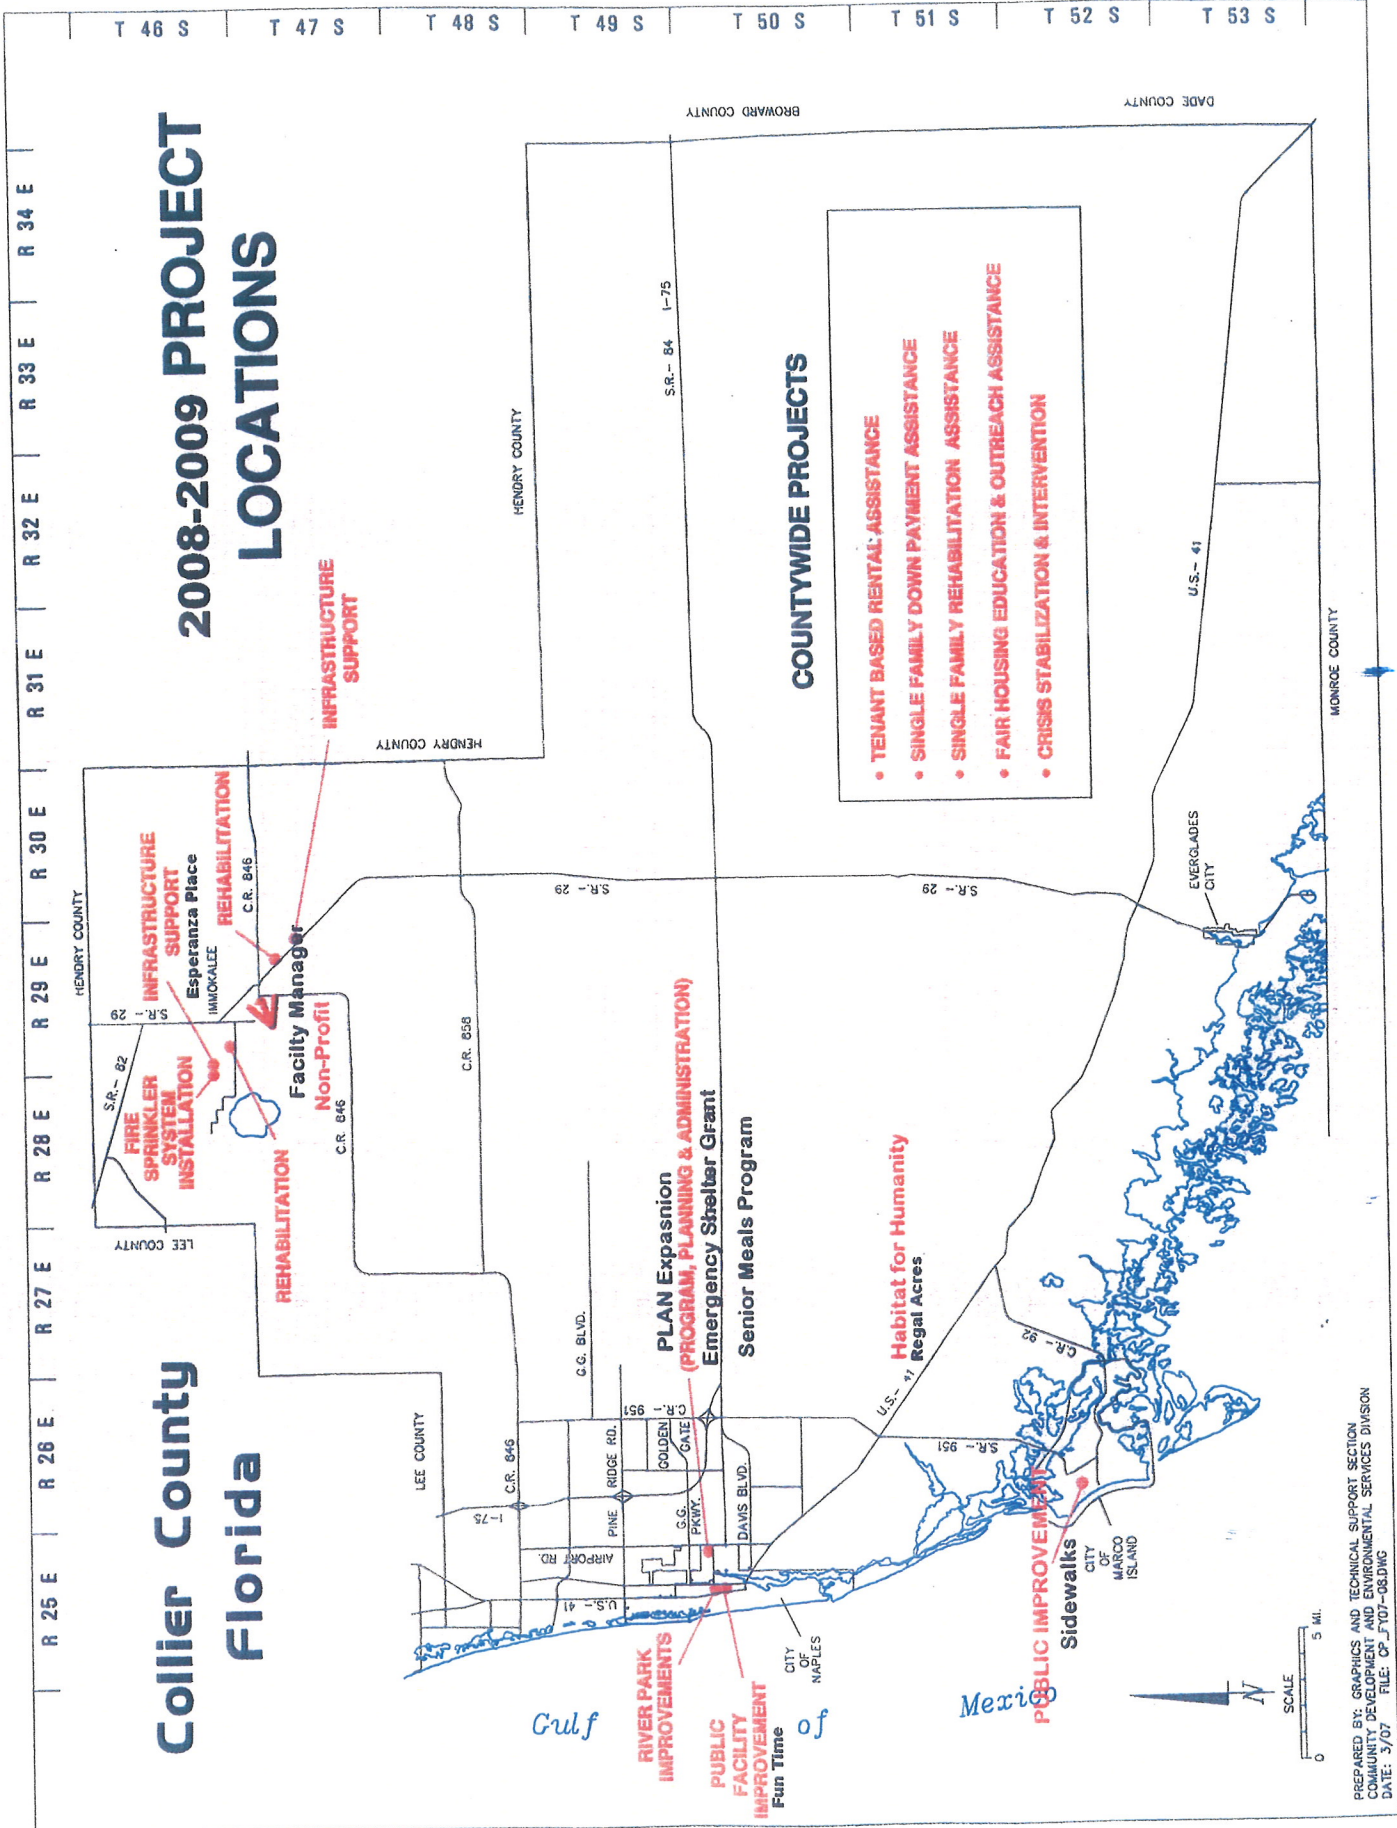 Collier County
Florida
2008-2009 PROJECT
LOCATIONS
R 25 E
R 26 E
R 27 E
R 28 E
R 29 E
R 30 E
R 31 E
R 32 E
R 33 E
R 34 E
T 46 S
T 47 S
T 48 S
T 49 S
T 50 S
T 51 S
T 52 S
T 53 S
HENDRY COUNTY
S.R.- 82
S.R.- 29
LEE COUNTY
FIRE
SPRINKLER
SYSTEM
INSTALLATION
INFRASTRUCTURE
SUPPORT
Esperanza Place
IMMOKALEE
REHABILITATION
C.R. 846
INFRASTRUCTURE
SUPPORT
REHABILITATION
Facilty Manager
Non-Profit
C.R. 846
HENDRY COUNTY
HENDRY COUNTY
C.R. 858
LEE COUNTY
C.R. 846
I-75
AIRPORT RD.
U.S.- 41
PINE RIDGE RD.
C.R.- 951
G.G. BLVD.
GOLDEN
GATE
G.G.
PKWY.
DAVIS BLVD.
S.R.- 29
S.R.- 84 I-75
BROWARD COUNTY
DADE COUNTY
PLAN Expasnion
(PROGRAM, PLANNING & ADMINISTRATION)
Emergency Shelter Grant
Senior Meals Program
RIVER PARK
IMPROVEMENTS
PUBLIC
FACILITY
IMPROVEMENT
Fun Time
CITY
OF
NAPLES
Gulf of Mexico
COUNTYWIDE PROJECTS
• TENANT BASED RENTAL ASSISTANCE
• SINGLE FAMILY DOWN PAYMENT ASSISTANCE
• SINGLE FAMILY REHABILITATION ASSISTANCE
• FAIR HOUSING EDUCATION & OUTREACH ASSISTANCE
• CRISIS STABILIZATION & INTERVENTION
Habitat for Humanity
Regal Acres
U.S.- 41
S.R.- 951
C.R.- 92
S.R.- 29
U.S.- 41
EVERGLADES
CITY
PUBLIC IMPROVEMENT
Sidewalks
CITY
OF
MARCO
ISLAND
MONROE COUNTY
N
SCALE
0 5 MI.
PREPARED BY: GRAPHICS AND TECHNICAL SUPPORT SECTION
COMMUNITY DEVELOPMENT AND ENVIRONMENTAL SERVICES DIVISION
DATE: 3/07 FILE: CP_FY07-08.DWG